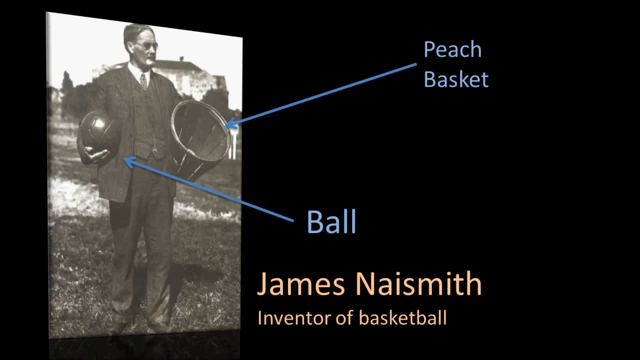 Peach
Basket
Ball
James Naismith
Inventor of basketball